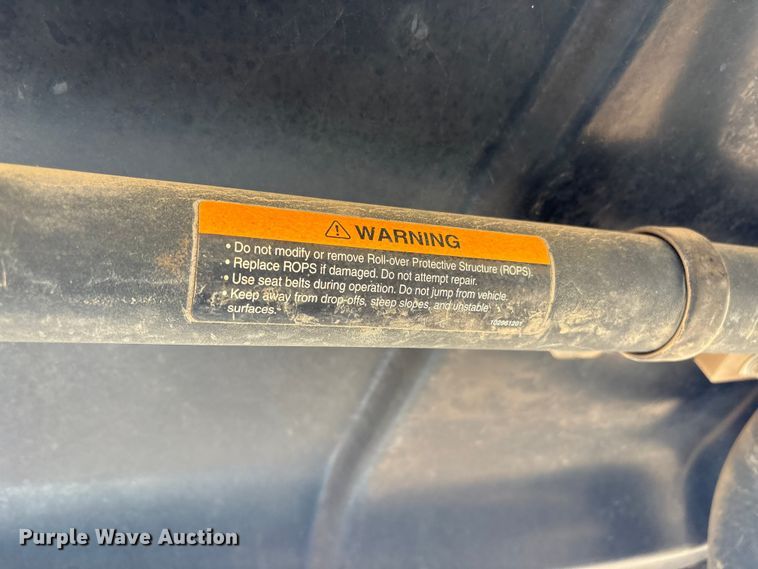 WARNING
• Do not modify or remove Roll-over Protective Structure (ROPS).
• Replace ROPS if damaged. Do not attempt repair.
• Use seat belts during operation. Do not jump from vehicle.
• Keep away from drop-offs, steep slopes, and unstable
surfaces.
102961201
Purple Wave Auction